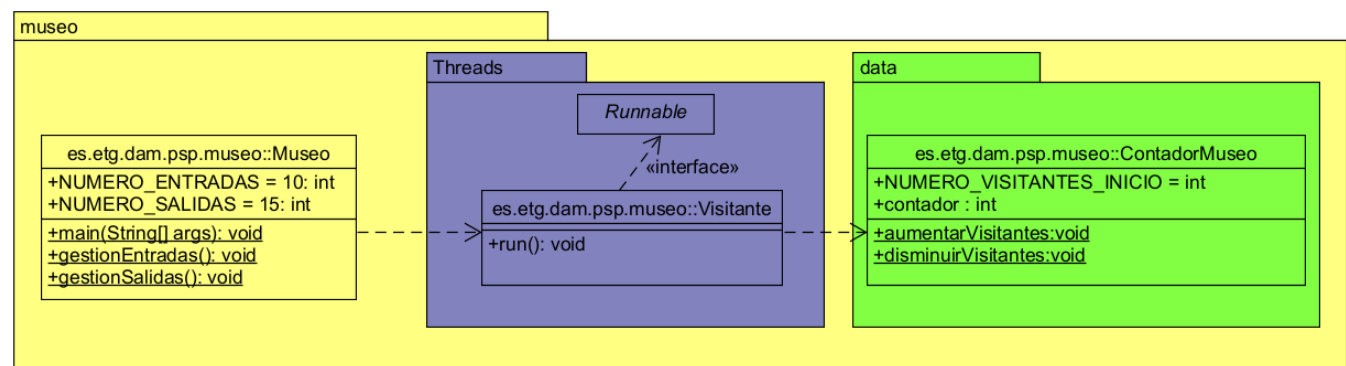 museo
Threads
data
Runnable
«interface»
es.etg.dam.psp.museo::Museo
+NUMERO_ENTRADAS = 10: int
+NUMERO_SALIDAS = 15: int
+main(String[] args): void
+gestionEntradas(): void
+gestionSalidas(): void
es.etg.dam.psp.museo::Visitante
+run(): void
es.etg.dam.psp.museo::ContadorMuseo
+NUMERO_VISITANTES_INICIO = int
+contador : int
+aumentarVisitantes:void
+disminuirVisitantes:void